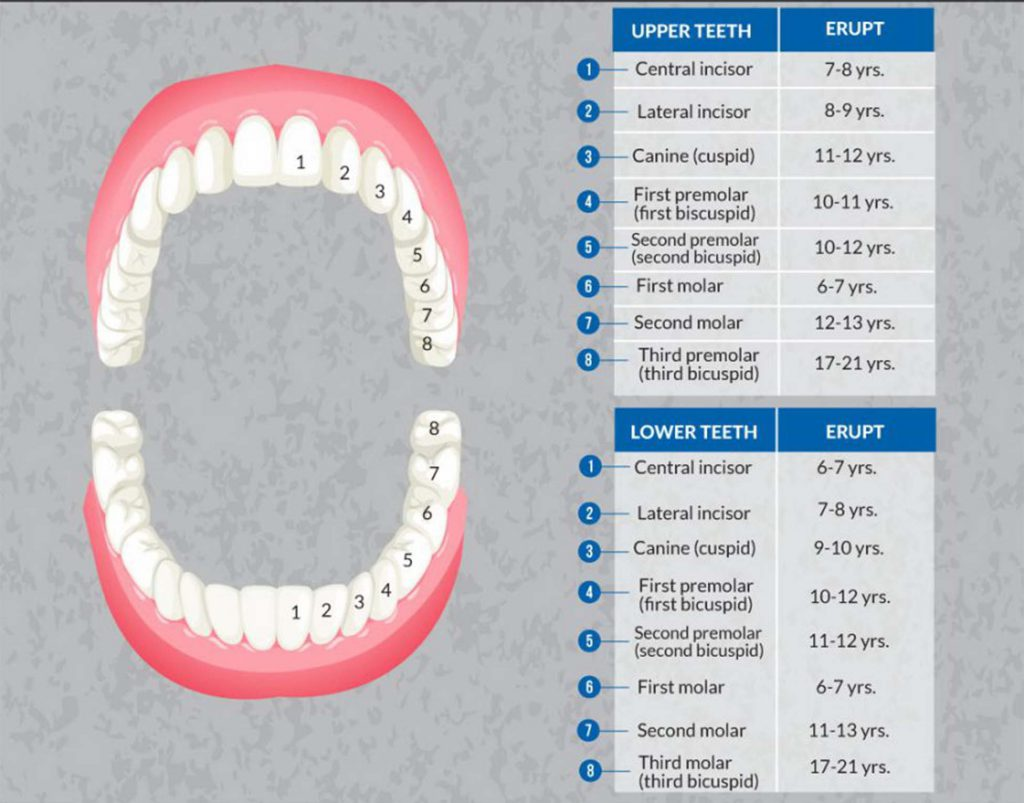 1
2
3
4
5
6
7
8
8
7
6
5
4
3
2
1
UPPER TEETH ERUPT
1 Central incisor 7-8 yrs.
2 Lateral incisor 8-9 yrs.
3 Canine (cuspid) 11-12 yrs.
4 First premolar
(first biscuspid) 10-11 yrs.
5 Second premolar
(second bicuspid) 10-12 yrs.
6 First molar 6-7 yrs.
7 Second molar 12-13 yrs.
8 Third premolar
(third bicuspid) 17-21 yrs.
LOWER TEETH ERUPT
1 Central incisor 6-7 yrs.
2 Lateral incisor 7-8 yrs.
3 Canine (cuspid) 9-10 yrs.
4 First premolar
(first bicuspid) 10-12 yrs.
5 Second premolar
(second bicuspid) 11-12 yrs.
6 First molar 6-7 yrs.
7 Second molar 11-13 yrs.
8 Third molar
(third bicuspid) 17-21 yrs.